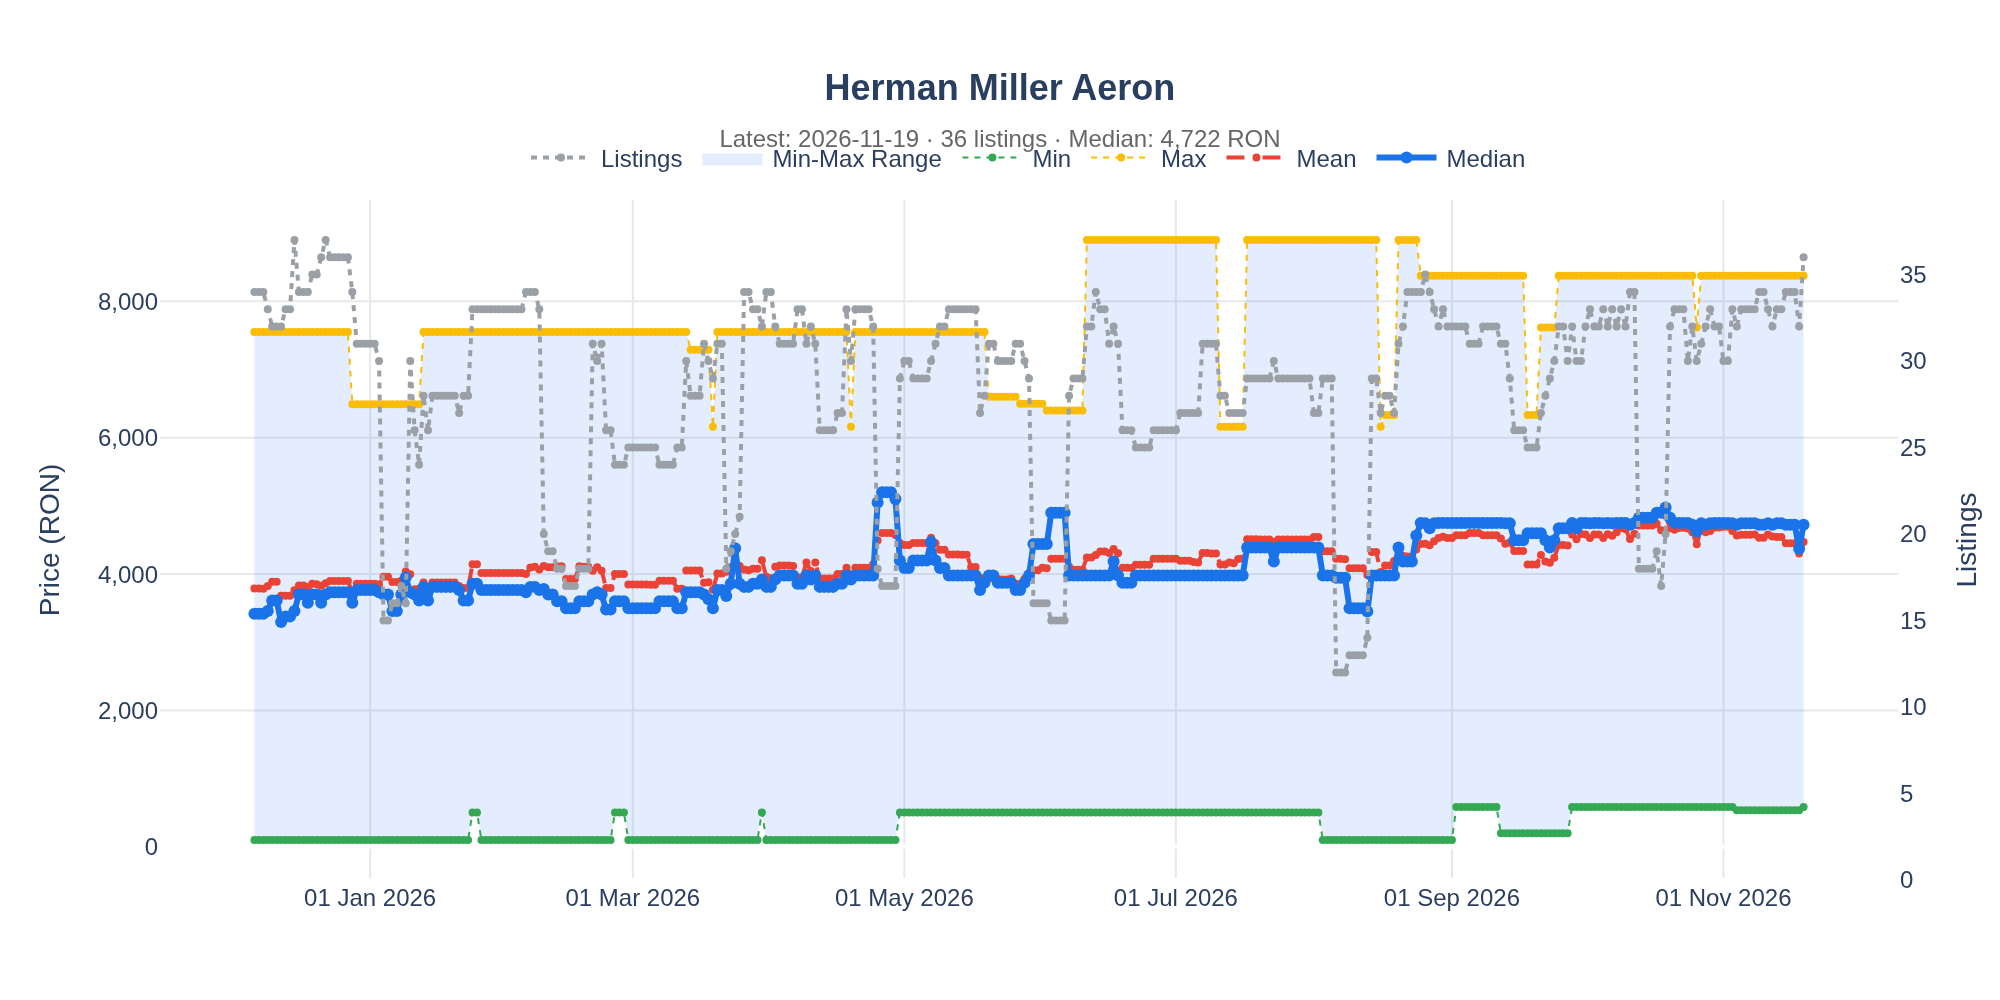 Herman Miller Aeron
Latest: 2026-11-19 · 36 listings · Median: 4,722 RON
Listings Min-Max Range Min Max Mean Median
8,000
6,000
4,000
2,000
0
Price (RON)
35
30
25
20
15
10
5
0
Listings
01 Jan 2026 01 Mar 2026 01 May 2026 01 Jul 2026 01 Sep 2026 01 Nov 2026